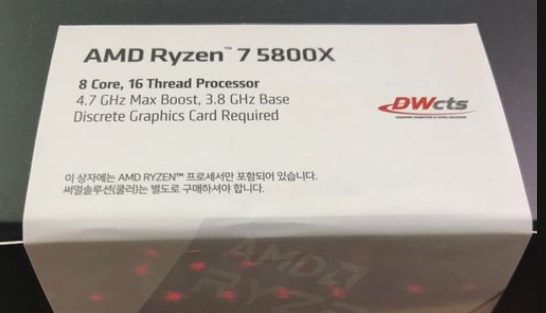 AMD Ryzen™ 7 5800X
8 Core, 16 Thread Processor
4.7 GHz Max Boost, 3.8 GHz Base
Discrete Graphics Card Required
DWcts
이 상자에는 AMD RYZEN™ 프로세서만 포함되어 있습니다.
써멀솔루션(쿨러)는 별도로 구매하셔야 합니다.
AMD
RYZE